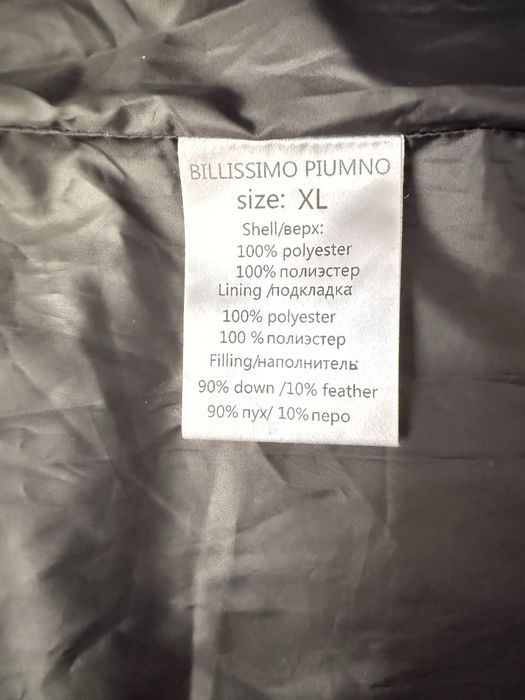 BILLISSIMO PIUMNO
size: XL
Shell/верх:
100% polyester
100% полиэстер
Lining /подкладка
100% polyester
100 % полиэстер
Filling/наполнитель
90% down /10% feather
90% пух/ 10% перо